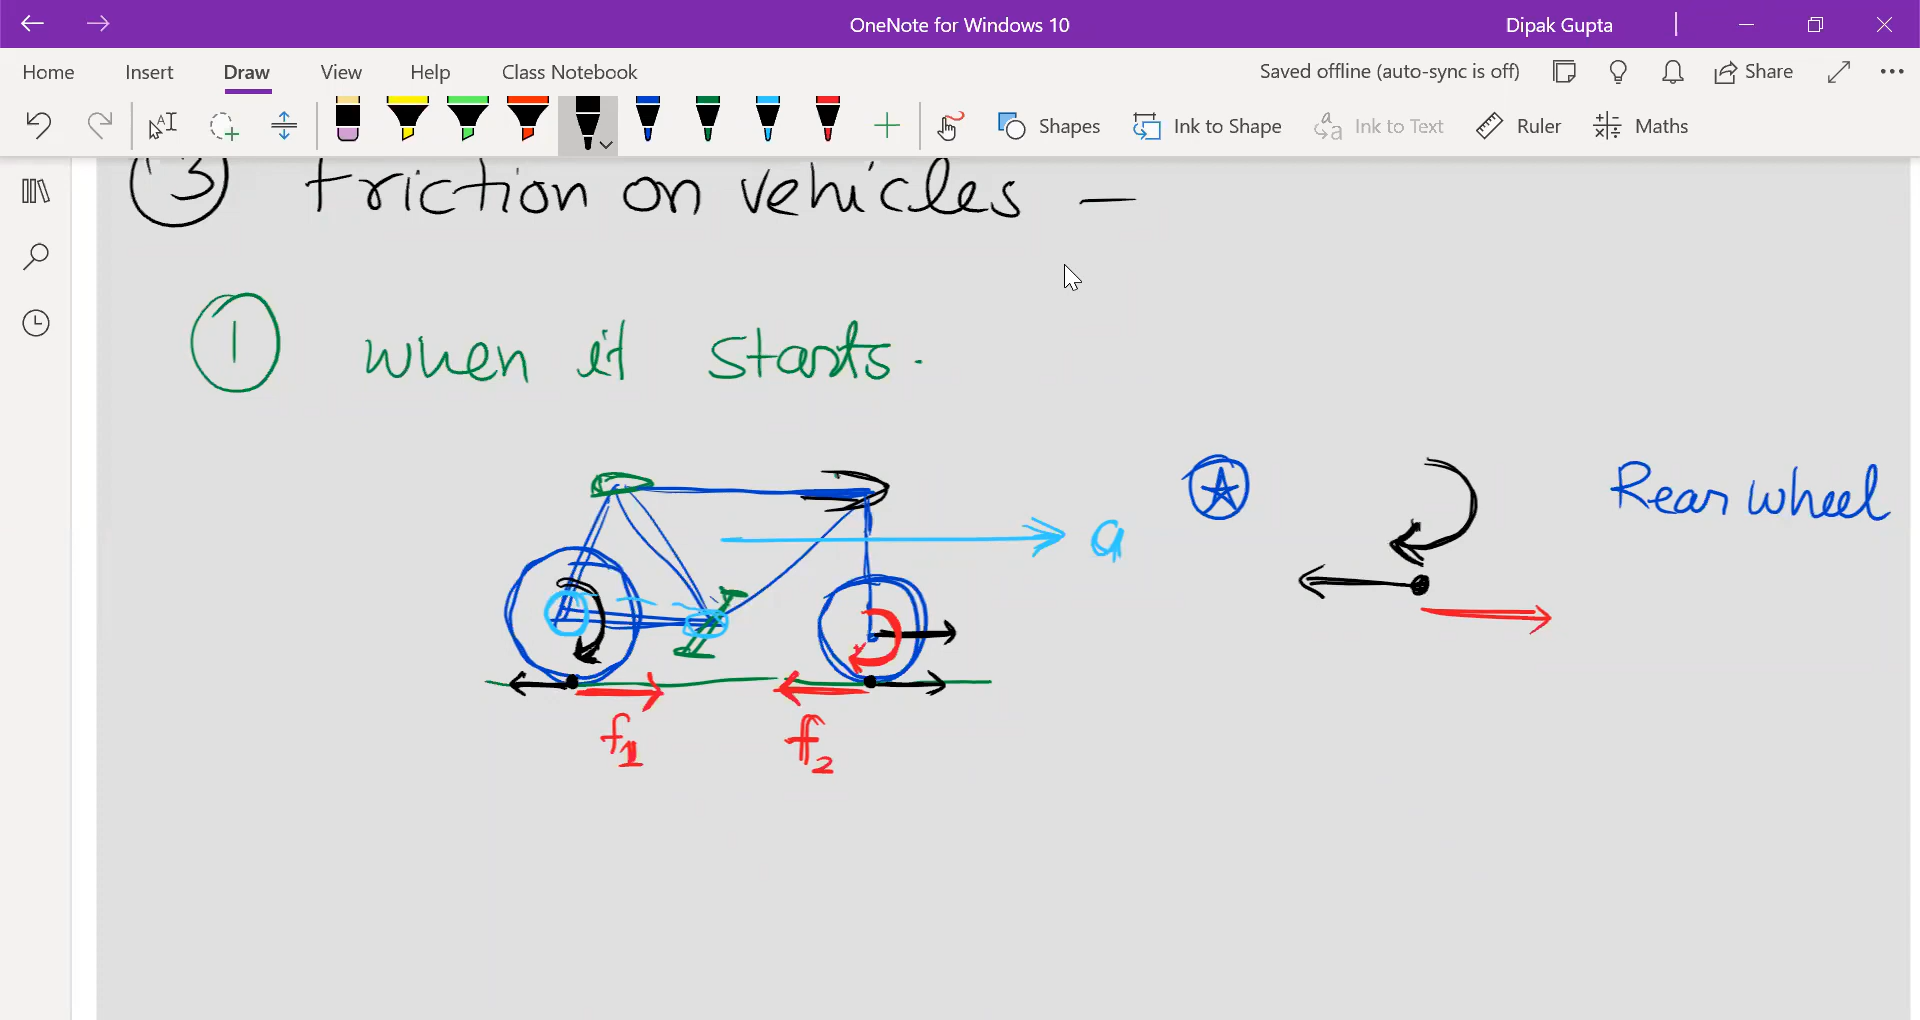 OneNote for Windows 10
Dipak Gupta
Home Insert Draw View Help Class Notebook
Saved offline (auto-sync is off) Share
Shapes Ink to Shape Ink to Text Ruler Maths
3 Friction on vehicles —
1 when it starts.
a
Rear wheel
f1 f2